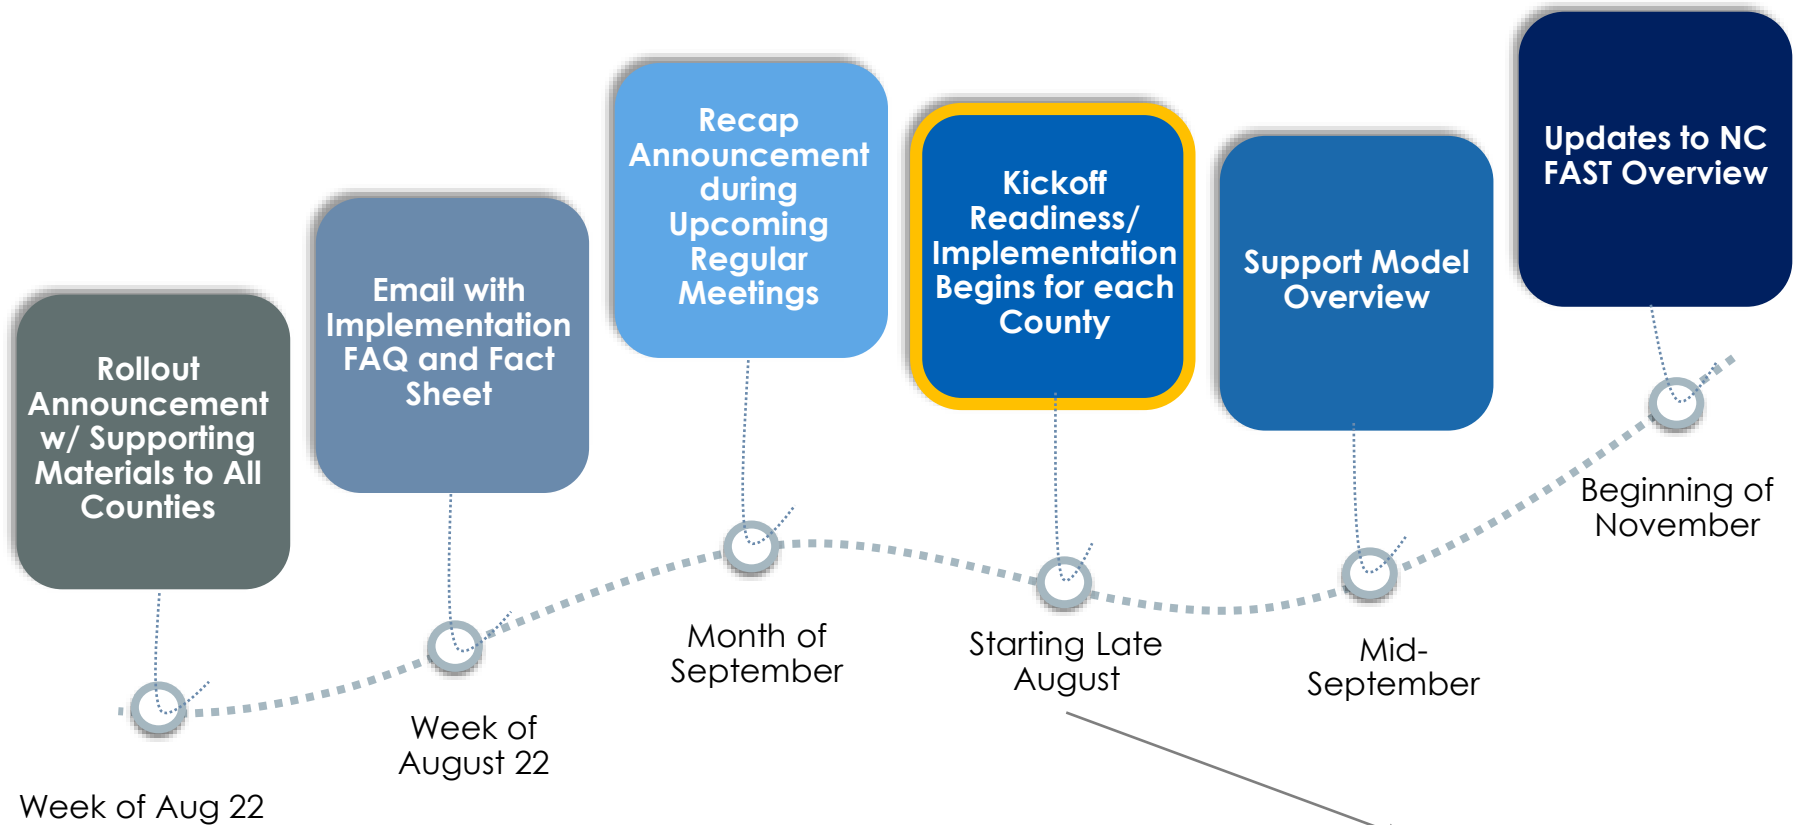 Rollout
Announcement
w/ Supporting
Materials to All
Counties
Week of Aug 22
Email with
Implementation
FAQ and Fact
Sheet
Week of
August 22
Recap
Announcement
during
Upcoming
Regular
Meetings
Month of
September
Kickoff
Readiness/
Implementation
Begins for each
County
Starting Late
August
Support Model
Overview
Mid-
September
Updates to NC
FAST Overview
Beginning of
November